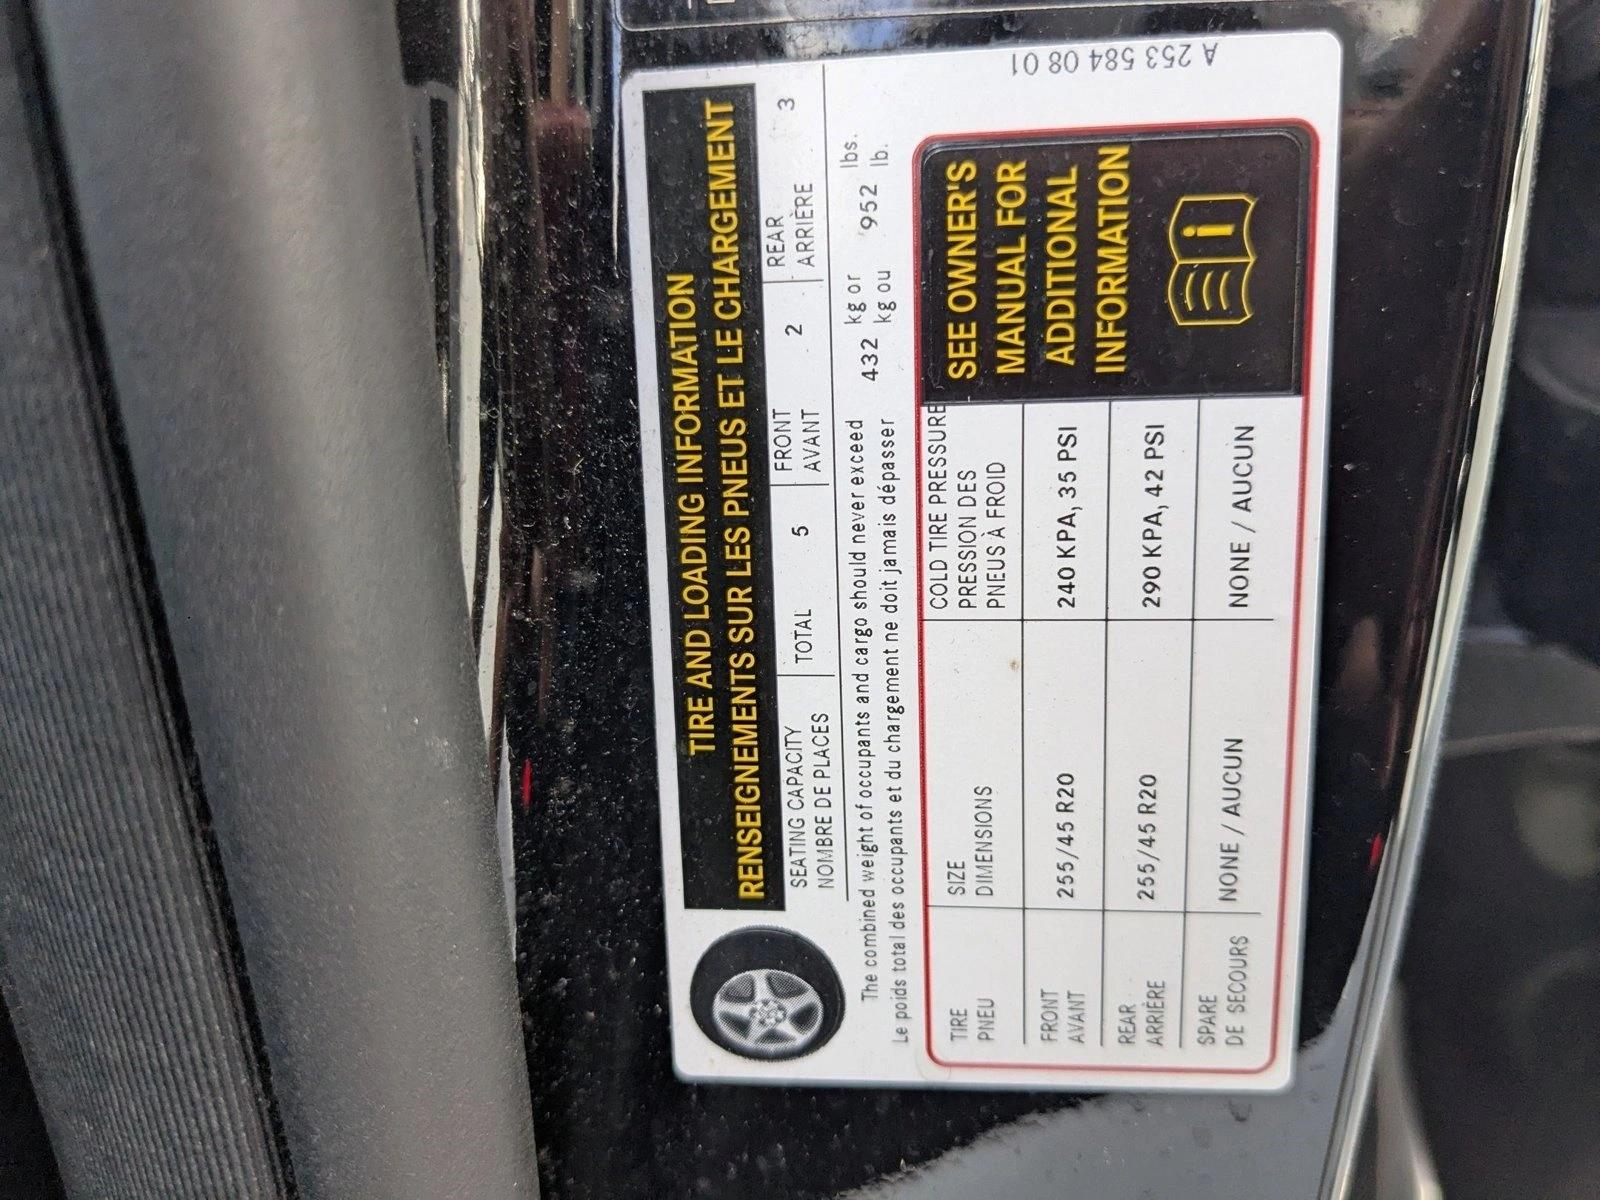 TIRE AND LOADING INFORMATION
RENSEIGNEMENTS SUR LES PNEUS ET LE CHARGEMENT
SEATING CAPACITY
NOMBRE DE PLACES
TOTAL 5
FRONT
AVANT
2
REAR
ARRIÈRE
3
The combined weight of occupants and cargo should never exceed 432 kg or 952 lbs.
Le poids total des occupants et du chargement ne doit jamais dépasser kg ou lb.
TIRE
PNEU
SIZE
DIMENSIONS
COLD TIRE PRESSURE
PRESSION DES
PNEUS À FROID
FRONT
AVANT
255/45 R20
240 KPA, 35 PSI
REAR
ARRIÈRE
255/45 R20
290 KPA, 42 PSI
SPARE
DE SECOURS
NONE / AUCUN
NONE / AUCUN
SEE OWNER'S
MANUAL FOR
ADDITIONAL
INFORMATION
A 253 584 08 01